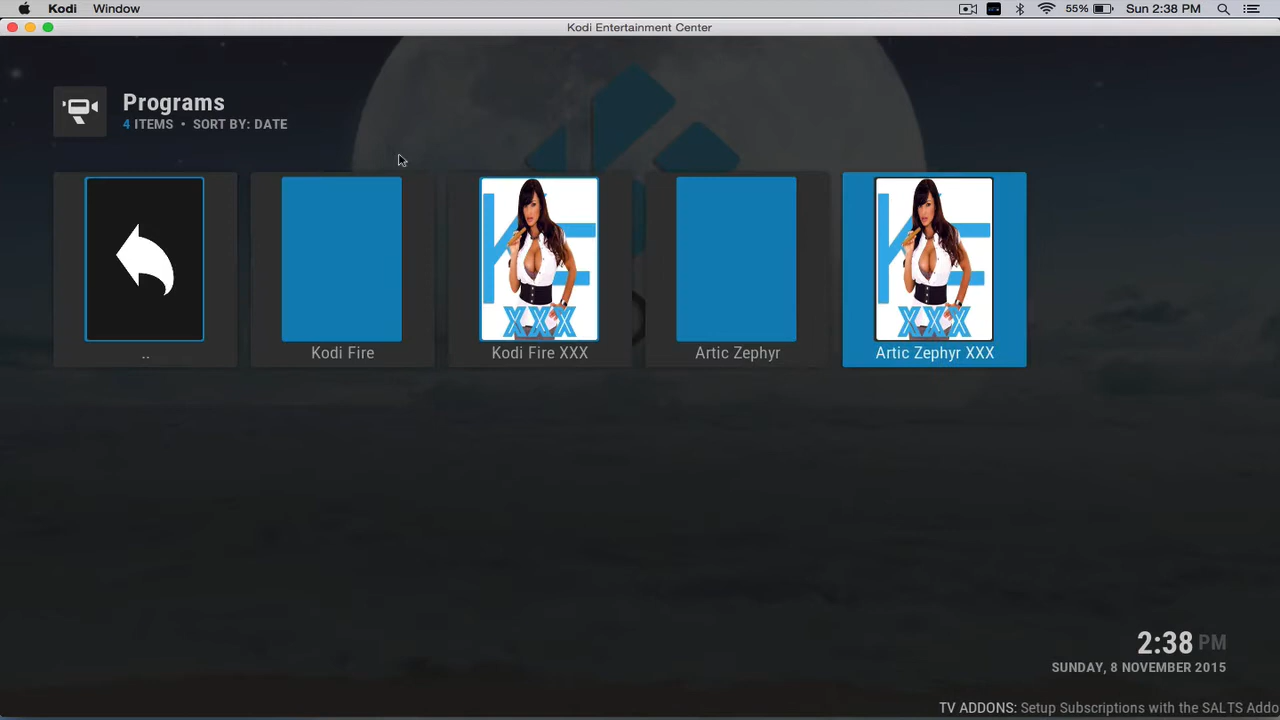 Kodi Window
55% Sun 2:38 PM
Kodi Entertainment Center
Programs
4 ITEMS • SORT BY: DATE
XXX
XXX
.. Kodi Fire Kodi Fire XXX Artic Zephyr Artic Zephyr XXX
2:38 PM
SUNDAY, 8 NOVEMBER 2015
TV ADDONS: Setup Subscriptions with the SALTS Addo